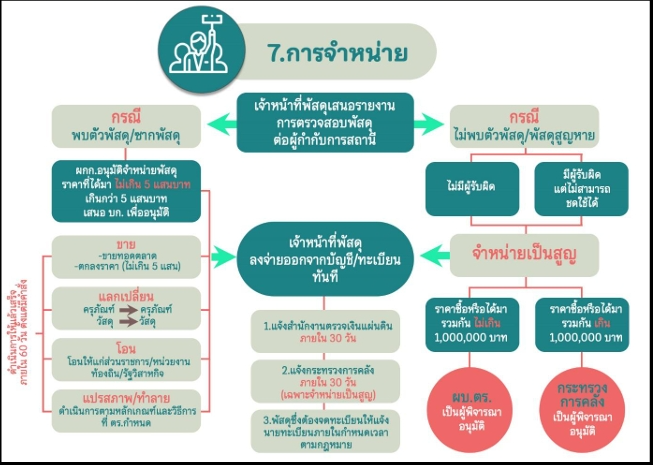 7.การจำหน่าย
เจ้าหน้าที่พัสดุเสนอรายงาน
การตรวจสอบพัสดุ
ต่อผู้กำกับการสถานี
กรณี
พบตัวพัสดุ/ซากพัสดุ
ผกก.อนุมัติจำหน่ายพัสดุ
ราคาที่ได้มา ไม่เกิน 5 แสนบาท
เกินกว่า 5 แสนบาท
เสนอ บก. เพื่ออนุมัติ
ดำเนินการให้แล้วเสร็จ
ภายใน 60 วัน ตั้งแต่มีคำสั่ง
ขาย
-ขายทอดตลาด
-ตกลงราคา (ไม่เกิน 5 แสน)
แลกเปลี่ยน
ครุภัณฑ์ ครุภัณฑ์
วัสดุ วัสดุ
โอน
โอนให้แก่ส่วนราชการ/หน่วยงาน
ท้องถิ่น/รัฐวิสาหกิจ
แปรสภาพ/ทำลาย
ดำเนินการตามหลักเกณฑ์และวิธีการ
ที่ ตร.กำหนด
เจ้าหน้าที่พัสดุ
ลงจ่ายออกจากบัญชี/ทะเบียน
ทันที
1.แจ้งสำนักงานตรวจเงินแผ่นดิน
ภายใน 30 วัน
2.แจ้งกระทรวงการคลัง
ภายใน 30 วัน
(เฉพาะจำหน่ายเป็นสูญ)
3.พัสดุซึ่งต้องจดทะเบียนให้แจ้ง
นายทะเบียนภายในกำหนดเวลา
ตามกฎหมาย
กรณี
ไม่พบตัวพัสดุ/พัสดุสูญหาย
ไม่มีผู้รับผิด
มีผู้รับผิด
แต่ไม่สามารถ
ชดใช้ได้
จำหน่ายเป็นสูญ
ราคาซื้อหรือได้มา
รวมกัน ไม่เกิน
1,000,000 บาท
ราคาซื้อหรือได้มา
รวมกัน เกิน
1,000,000 บาท
ผบ.ตร.
เป็นผู้พิจารณา
อนุมัติ
กระทรวง
การคลัง
เป็นผู้พิจารณา
อนุมัติ